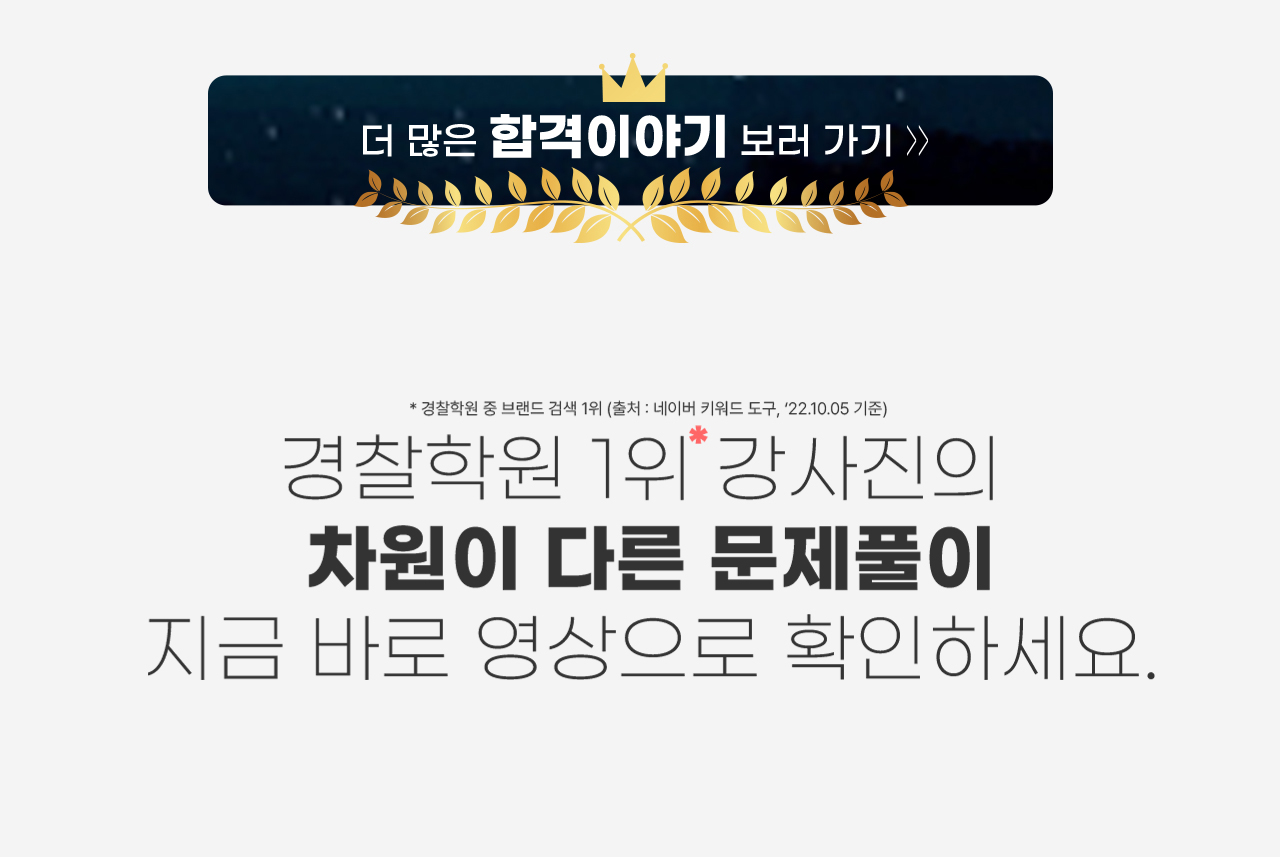 더 많은 합격이야기 보러 가기 》
* 경찰학원 중 브랜드 검색 1위 (출처 : 네이버 키워드 도구, ‘22.10.05 기준)
경찰학원 1위* 강사진의
차원이 다른 문제풀이
지금 바로 영상으로 확인하세요.